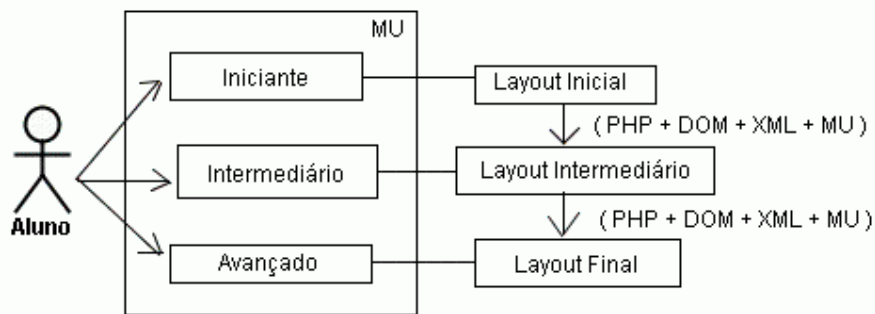 MU
Iniciante
Layout Inicial
( PHP + DOM + XML + MU )
Intermediário
Layout Intermediário
Aluno
( PHP + DOM + XML + MU )
Avançado
Layout Final